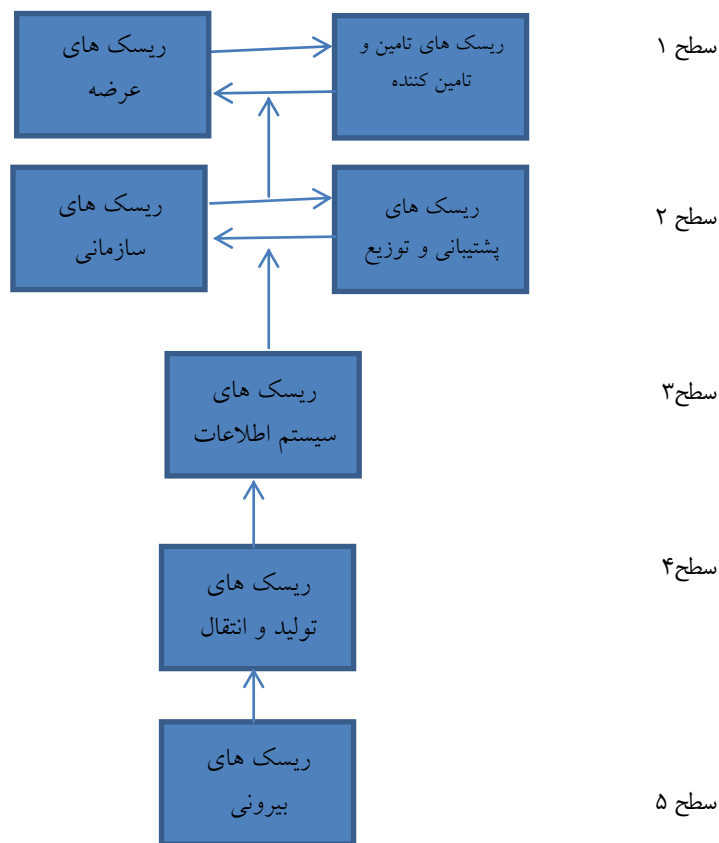 سطح ۱
ریسک های تامین و
تامین کننده
ریسک های
عرضه
سطح ۲
ریسک های
پشتیبانی و توزیع
ریسک های
سازمانی
سطح۳
ریسک های
سیستم اطلاعات
سطح۴
ریسک های
تولید و انتقال
سطح ۵
ریسک های
بیرونی